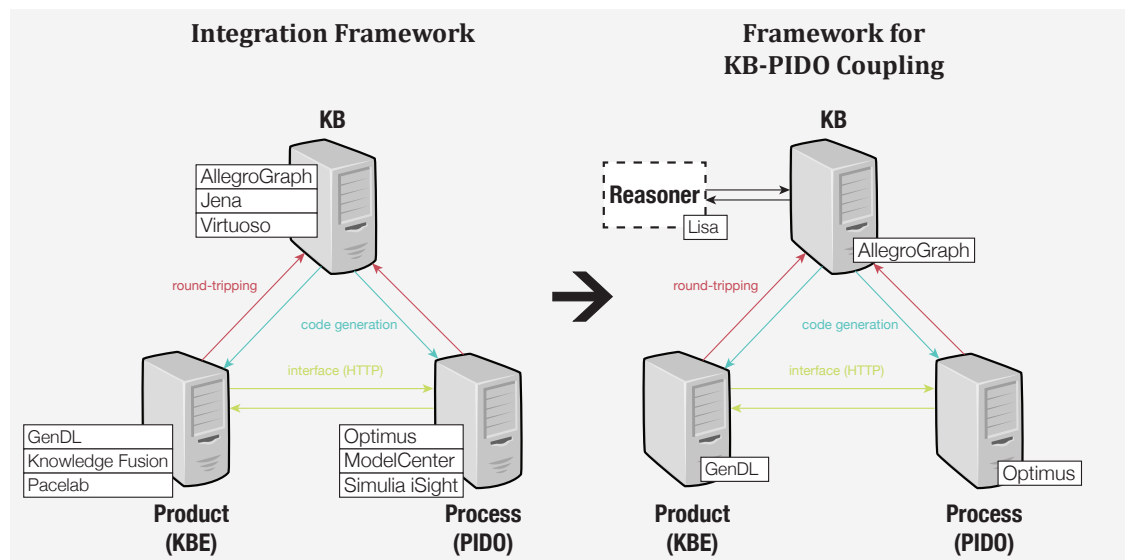 Integration Framework
KB
AllegroGraph
Jena
Virtuoso
round-tripping
code generation
interface (HTTP)
GenDL
Knowledge Fusion
Pacelab
Optimus
ModelCenter
Simulia iSight
Product
(KBE)
Process
(PIDO)
Framework for
KB-PIDO Coupling
KB
Reasoner
Lisa
AllegroGraph
round-tripping
code generation
interface (HTTP)
GenDL
Optimus
Product
(KBE)
Process
(PIDO)